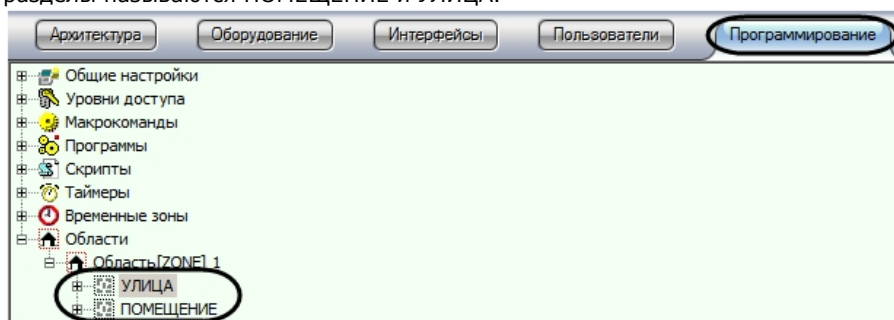 разделы называются ПОМЕЩЕНИЕ и УЛИЦА.
Архитектура Оборудование Интерфейсы Пользователи Программирование
Общие настройки
Уровни доступа
Макрокоманды
Программы
Скрипты
Таймеры
Временные зоны
Области
Область[ZONE] 1
УЛИЦА
ПОМЕЩЕНИЕ